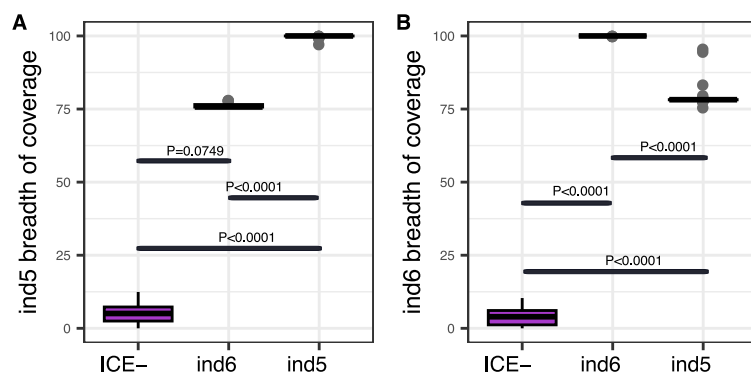 A
ind5 breadth of coverage
100
75
50
25
0
P=0.0749
P<0.0001
P<0.0001
ICE−
ind6
ind5
B
ind6 breadth of coverage
100
75
50
25
0
P<0.0001
P<0.0001
P<0.0001
ICE−
ind6
ind5